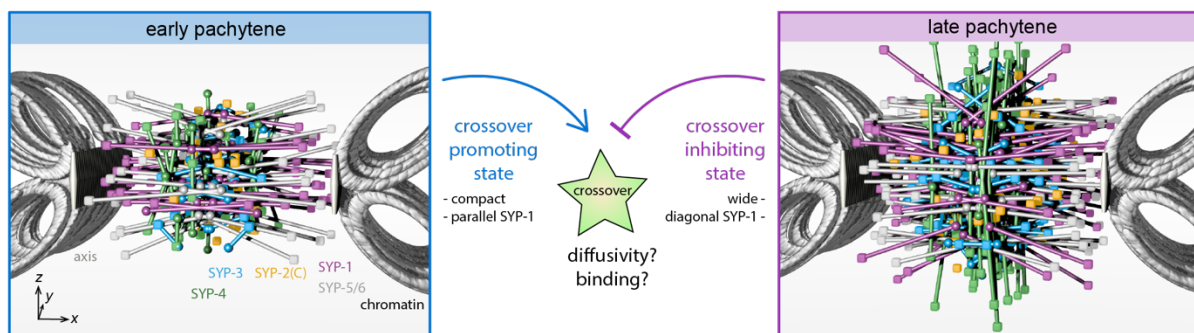 early pachytene
axis
SYP-3
SYP-2(C)
SYP-1
SYP-4
SYP-5/6
chromatin
z
y
x
crossover
promoting
state
- compact
- parallel SYP-1
crossover
diffusivity?
binding?
crossover
inhibiting
state
wide -
diagonal SYP-1 -
late pachytene